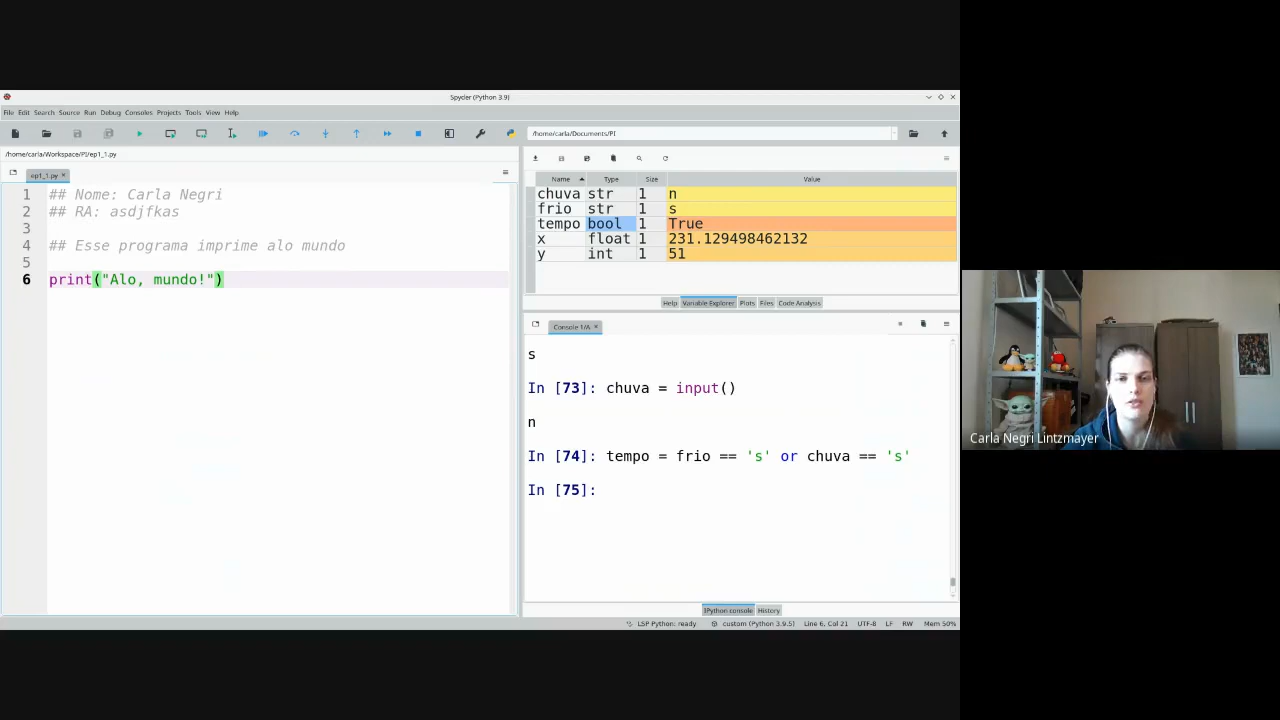 Spyder (Python 3.9)
File Edit Search Source Run Debug Consoles Projects Tools View Help
/home/carla/Documents/PI
/home/carla/Workspace/PI/ep1_1.py
ep1_1.py
1 ## Nome: Carla Negri
2 ## RA: asdjfkas
3
4 ## Esse programa imprime alo mundo
5
6 print("Alo, mundo!")
Name Type Size Value
chuva str 1 n
frio str 1 s
tempo bool 1 True
x float 1 231.129498462132
y int 1 51
Help Variable Explorer Plots Files Code Analysis
Console 1/A
s
In [73]: chuva = input()
n
In [74]: tempo = frio == 's' or chuva == 's'
In [75]:
IPython console History
LSP Python: ready custom (Python 3.9.5) Line 6, Col 21 UTF-8 LF RW Mem 50%
Carla Negri Lintzmayer